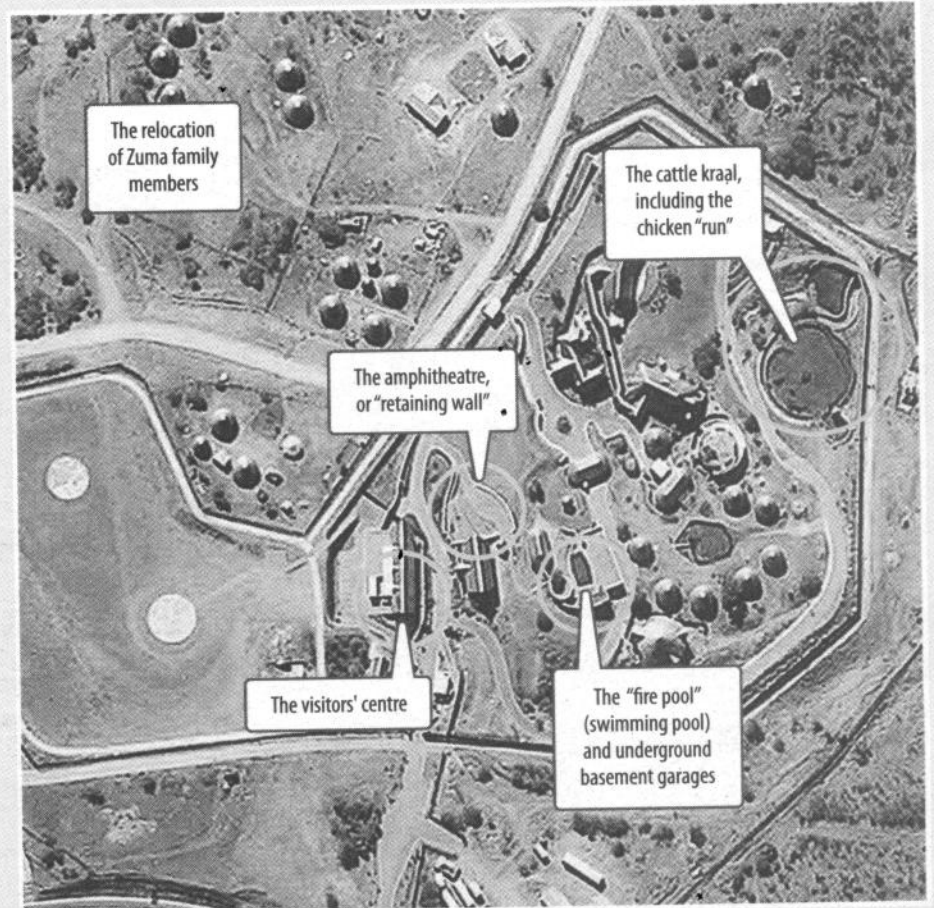 The relocation
of Zuma family
members
The cattle kraal,
including the
chicken “run”
The amphitheatre,
or “retaining wall”
The visitors’ centre
The “fire pool”
(swimming pool)
and underground
basement garages